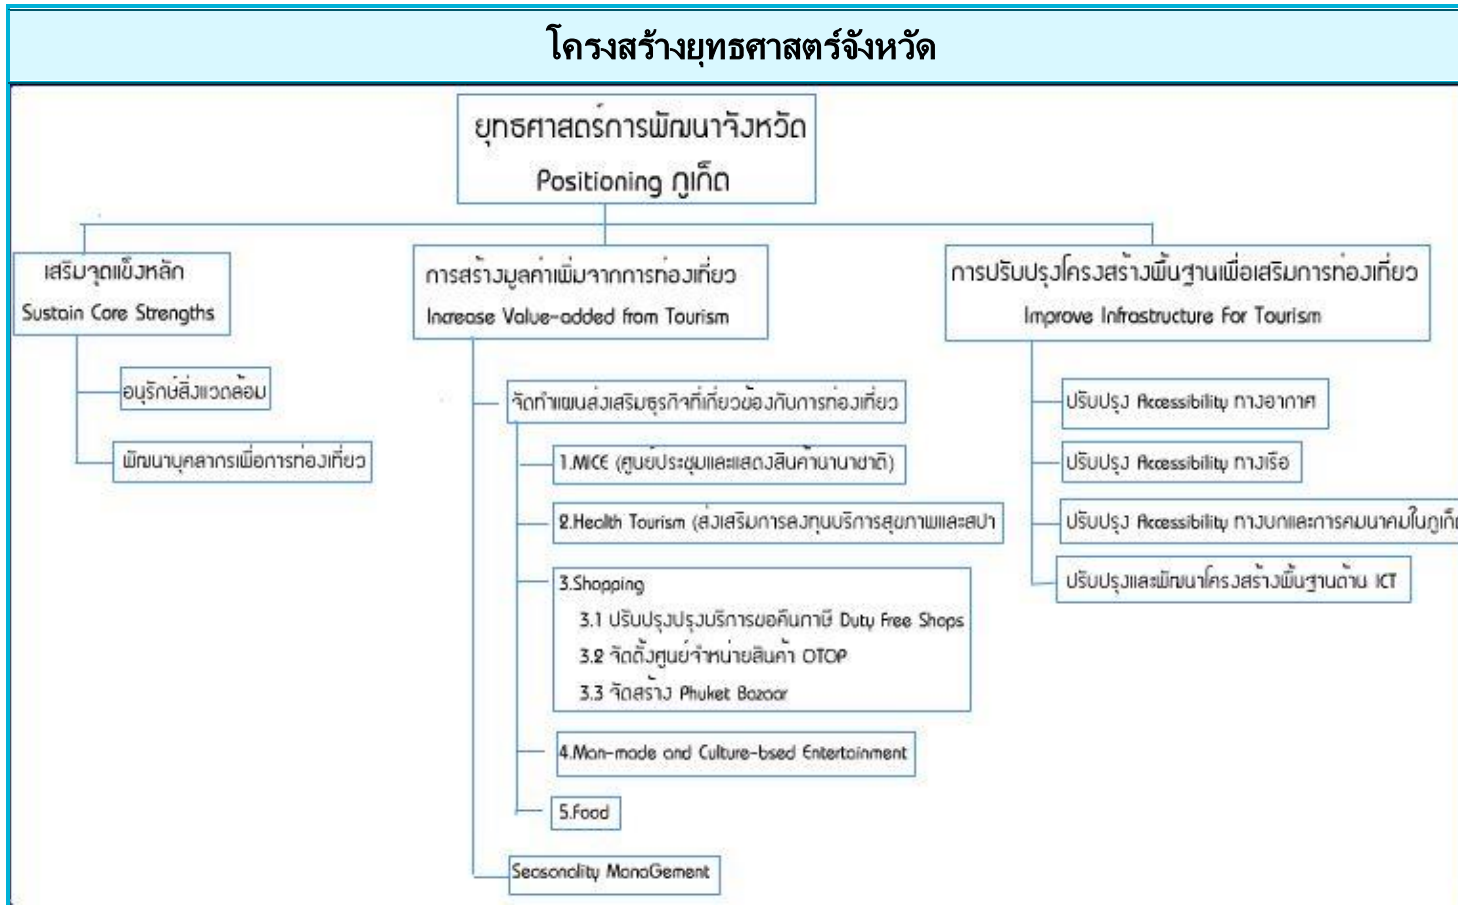 โครงสร้างยุทธศาสตร์จังหวัด
ยุทธศาสตร์การพัฒนาจังหวัด
Positioning ภูเก็ต
เสริมจุดแข็งหลัก
Sustain Core Strengths
อนุรักษ์สิ่งแวดล้อม
พัฒนาบุคลากรเพื่อการท่องเที่ยว
การสร้างมูลค่าเพิ่มจากการท่องเที่ยว
Increase Value-added from Tourism
จัดทำแผนส่งเสริมธุรกิจที่เกี่ยวข้องกับการท่องเที่ยว
1.MICE (ศูนย์ประชุมและแสดงสินค้านานาชาติ)
2.Health Tourism (ส่งเสริมการลงทุนบริการสุขภาพและสปา
3.Shopping
3.1 ปรับปรุงปรุงบริการขอคืนภาษี Duty Free Shops
3.2 จัดตั้งศูนย์จำหน่ายสินค้า OTOP
3.3 จัดสร้าง Phuket Bazaar
4.Man-made and Culture-bsed Entertainment
5.Food
Seasonality ManaGement
การปรับปรุงโครงสร้างพื้นฐานเพื่อเสริมการท่องเที่ยว
Improve Infrastructure For Tourism
ปรับปรุง Accessibility ทางอากาศ
ปรับปรุง Accessibility ทางเรือ
ปรับปรุง Accessibility ทางบกและการคมนาคมในภูเก็ต
ปรับปรุงและพัฒนาโครงสร้างพื้นฐานด้าน ICT